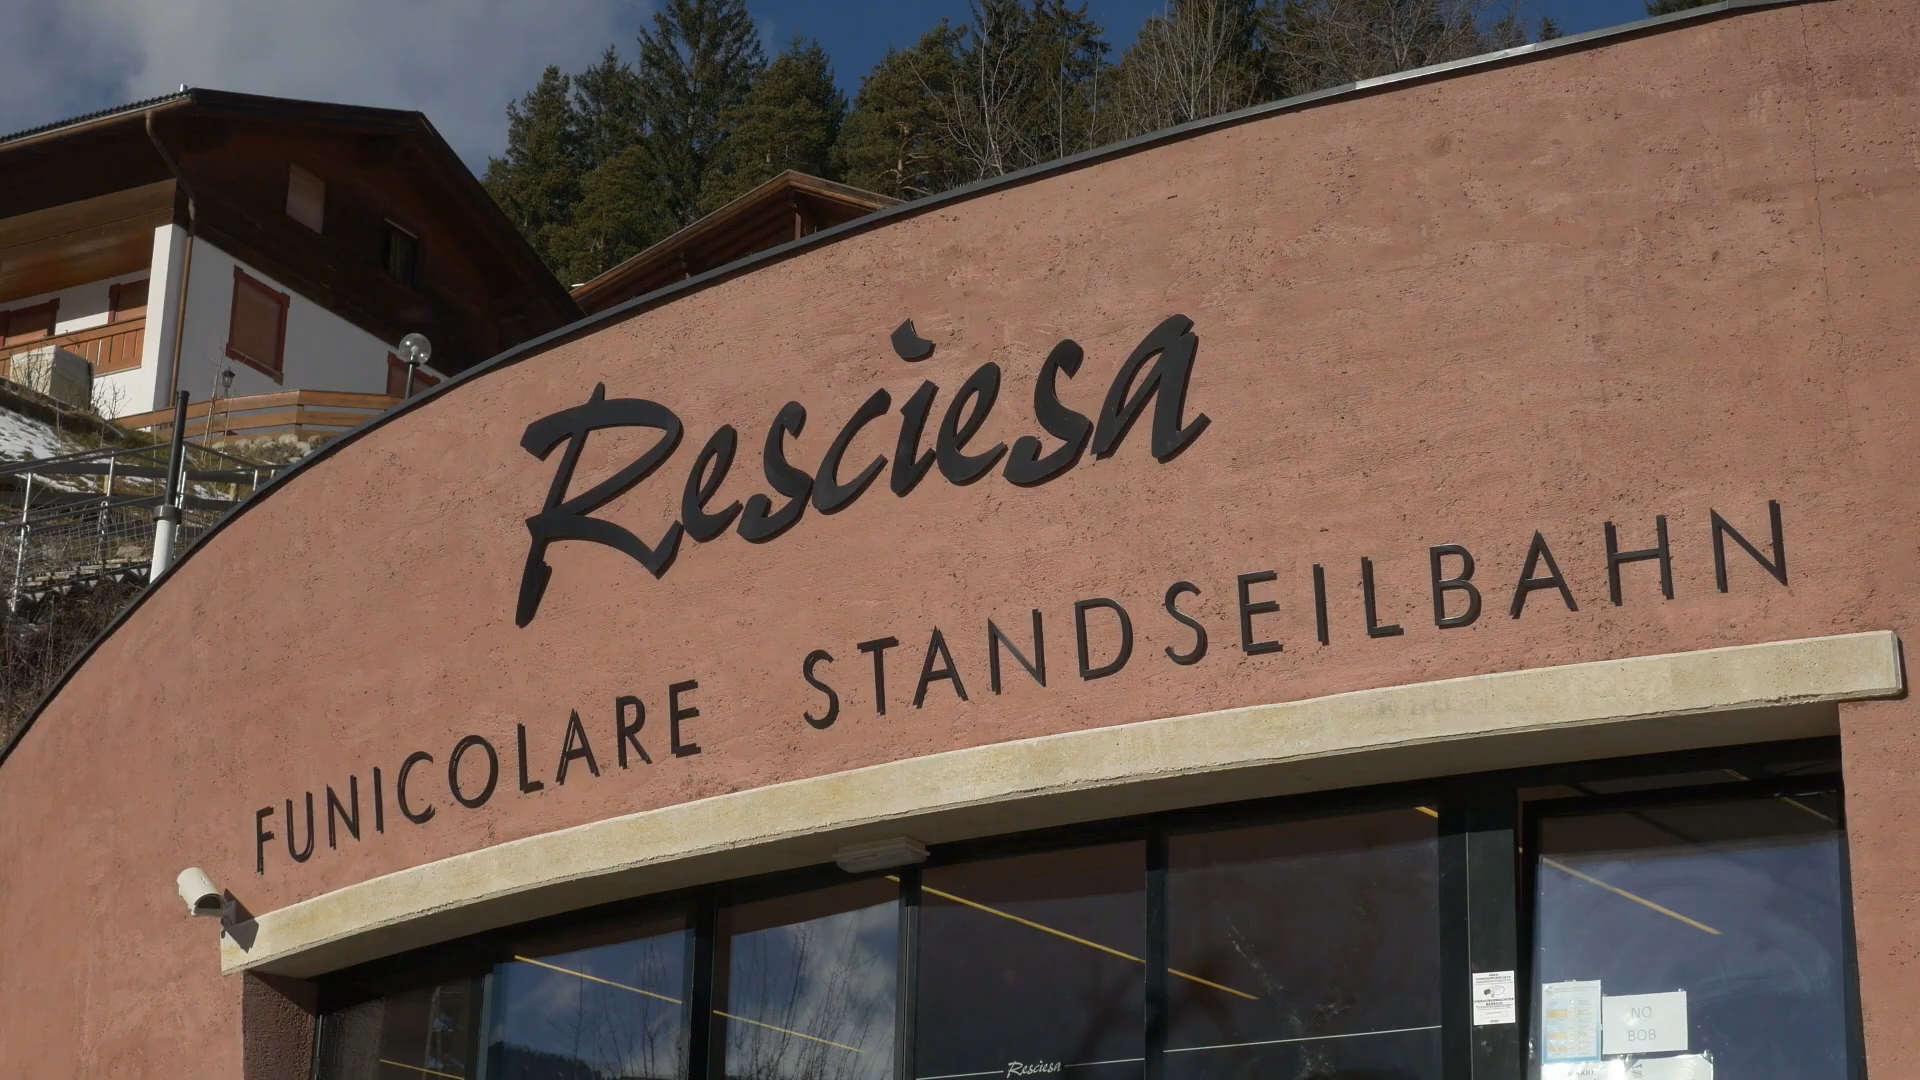 Resciesa
FUNICOLARE STANDSEILBAHN
NO
BOB
Resciesa